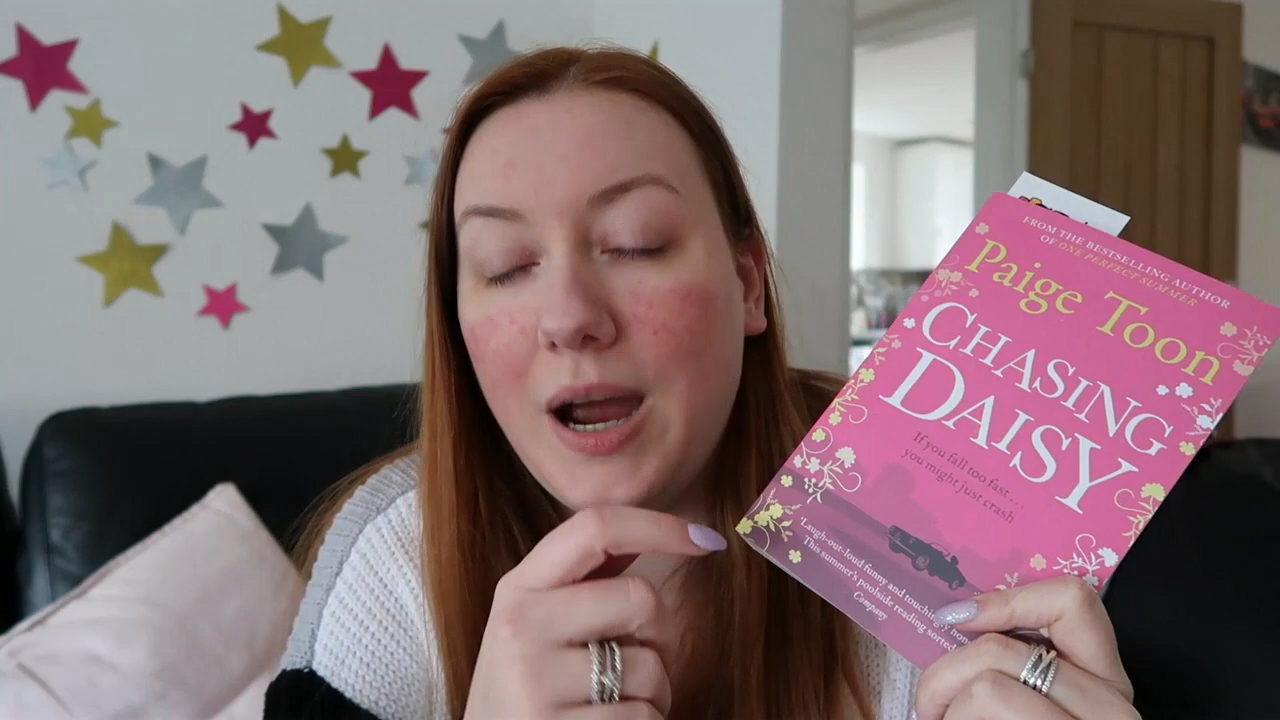 FROM THE BESTSELLING AUTHOR
OF ONE PERFECT SUMMER
Paige Toon
CHASING
DAISY
If you fall too fast ...
you might just crash
'Laugh-out-loud funny and touchingly
This summer's poolside reading sorted
Company